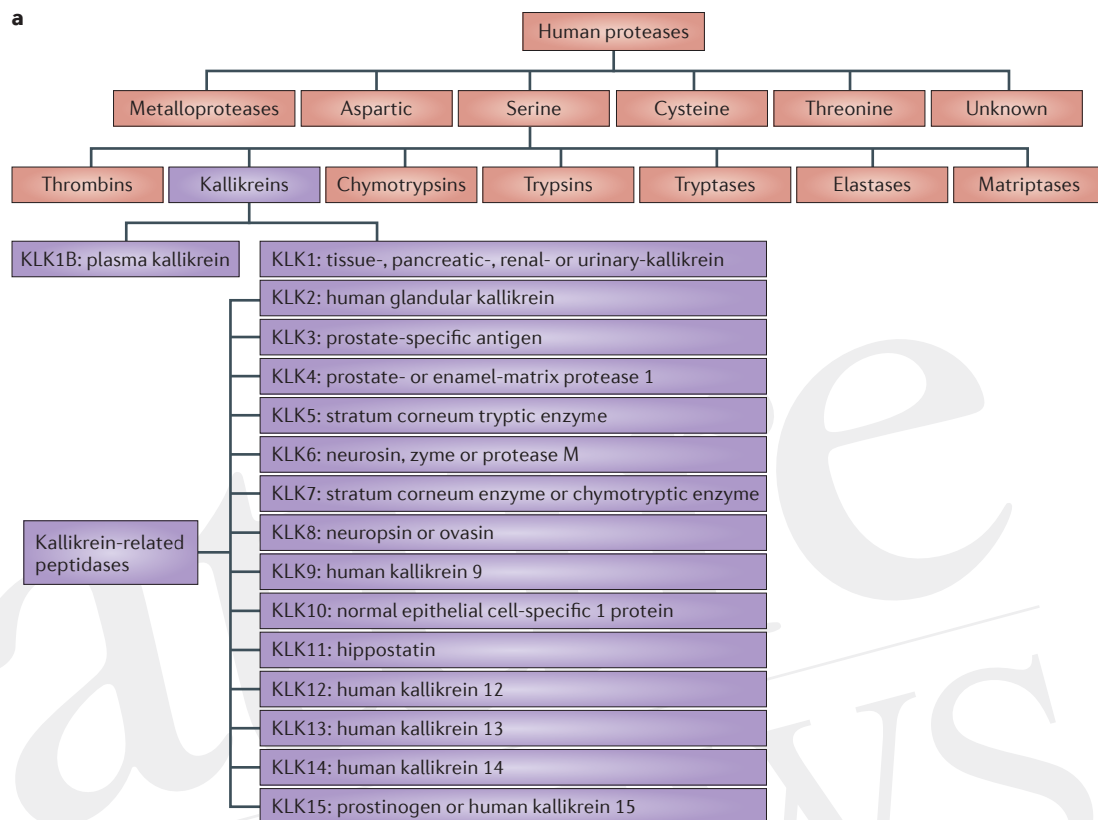 a
Human proteases
Metalloproteases
Aspartic
Serine
Cysteine
Threonine
Unknown
Thrombins
Kallikreins
Chymotrypsins
Trypsins
Tryptases
Elastases
Matriptases
KLK1B: plasma kallikrein
KLK1: tissue-, pancreatic-, renal- or urinary-kallikrein
KLK2: human glandular kallikrein
KLK3: prostate-specific antigen
KLK4: prostate- or enamel-matrix protease 1
KLK5: stratum corneum tryptic enzyme
KLK6: neurosin, zyme or protease M
KLK7: stratum corneum enzyme or chymotryptic enzyme
KLK8: neuropsin or ovasin
Kallikrein-related
peptidases
KLK9: human kallikrein 9
KLK10: normal epithelial cell-specific 1 protein
KLK11: hippostatin
KLK12: human kallikrein 12
KLK13: human kallikrein 13
KLK14: human kallikrein 14
KLK15: prostinogen or human kallikrein 15